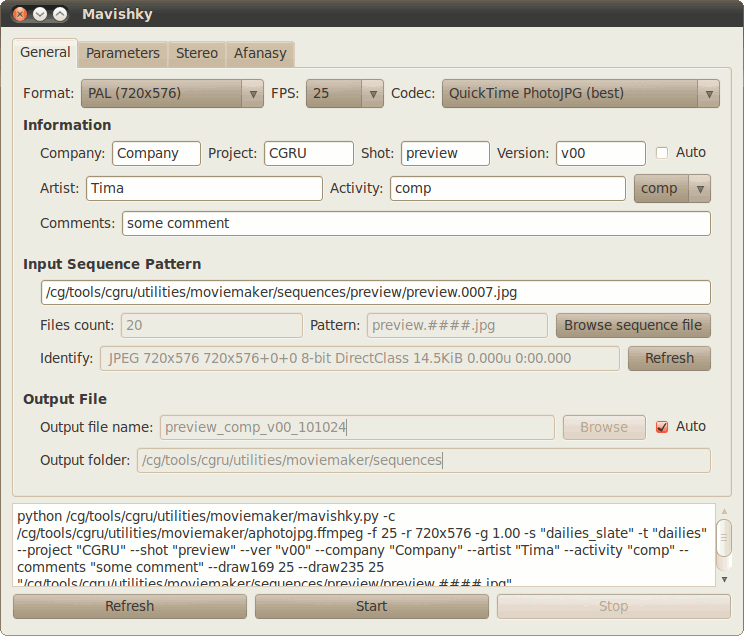 Mavishky
General Parameters Stereo Afanasy
Format: PAL (720x576) FPS: 25 Codec: QuickTime PhotoJPG (best)
Information
Company: Company Project: CGRU Shot: preview Version: v00 Auto
Artist: Tima Activity: comp comp
Comments: some comment
Input Sequence Pattern
/cg/tools/cgru/utilities/moviemaker/sequences/preview/preview.0007.jpg
Files count: 20 Pattern: preview.####.jpg Browse sequence file
Identify: JPEG 720x576 720x576+0+0 8-bit DirectClass 14.5KiB 0.000u 0:00.000 Refresh
Output File
Output file name: preview_comp_v00_101024 Browse Auto
Output folder: /cg/tools/cgru/utilities/moviemaker/sequences
python /cg/tools/cgru/utilities/moviemaker/mavishky.py -c
/cg/tools/cgru/utilities/moviemaker/aphotojpg.ffmpeg -f 25 -r 720x576 -g 1.00 -s "dailies_slate" -t "dailies"
--project "CGRU" --shot "preview" --ver "v00" --company "Company" --artist "Tima" --activity "comp" --
comments "some comment" --draw169 25 --draw235 25
"/cg/tools/cgru/utilities/moviemaker/sequences/preview/preview.####.jpg"
Refresh Start Stop